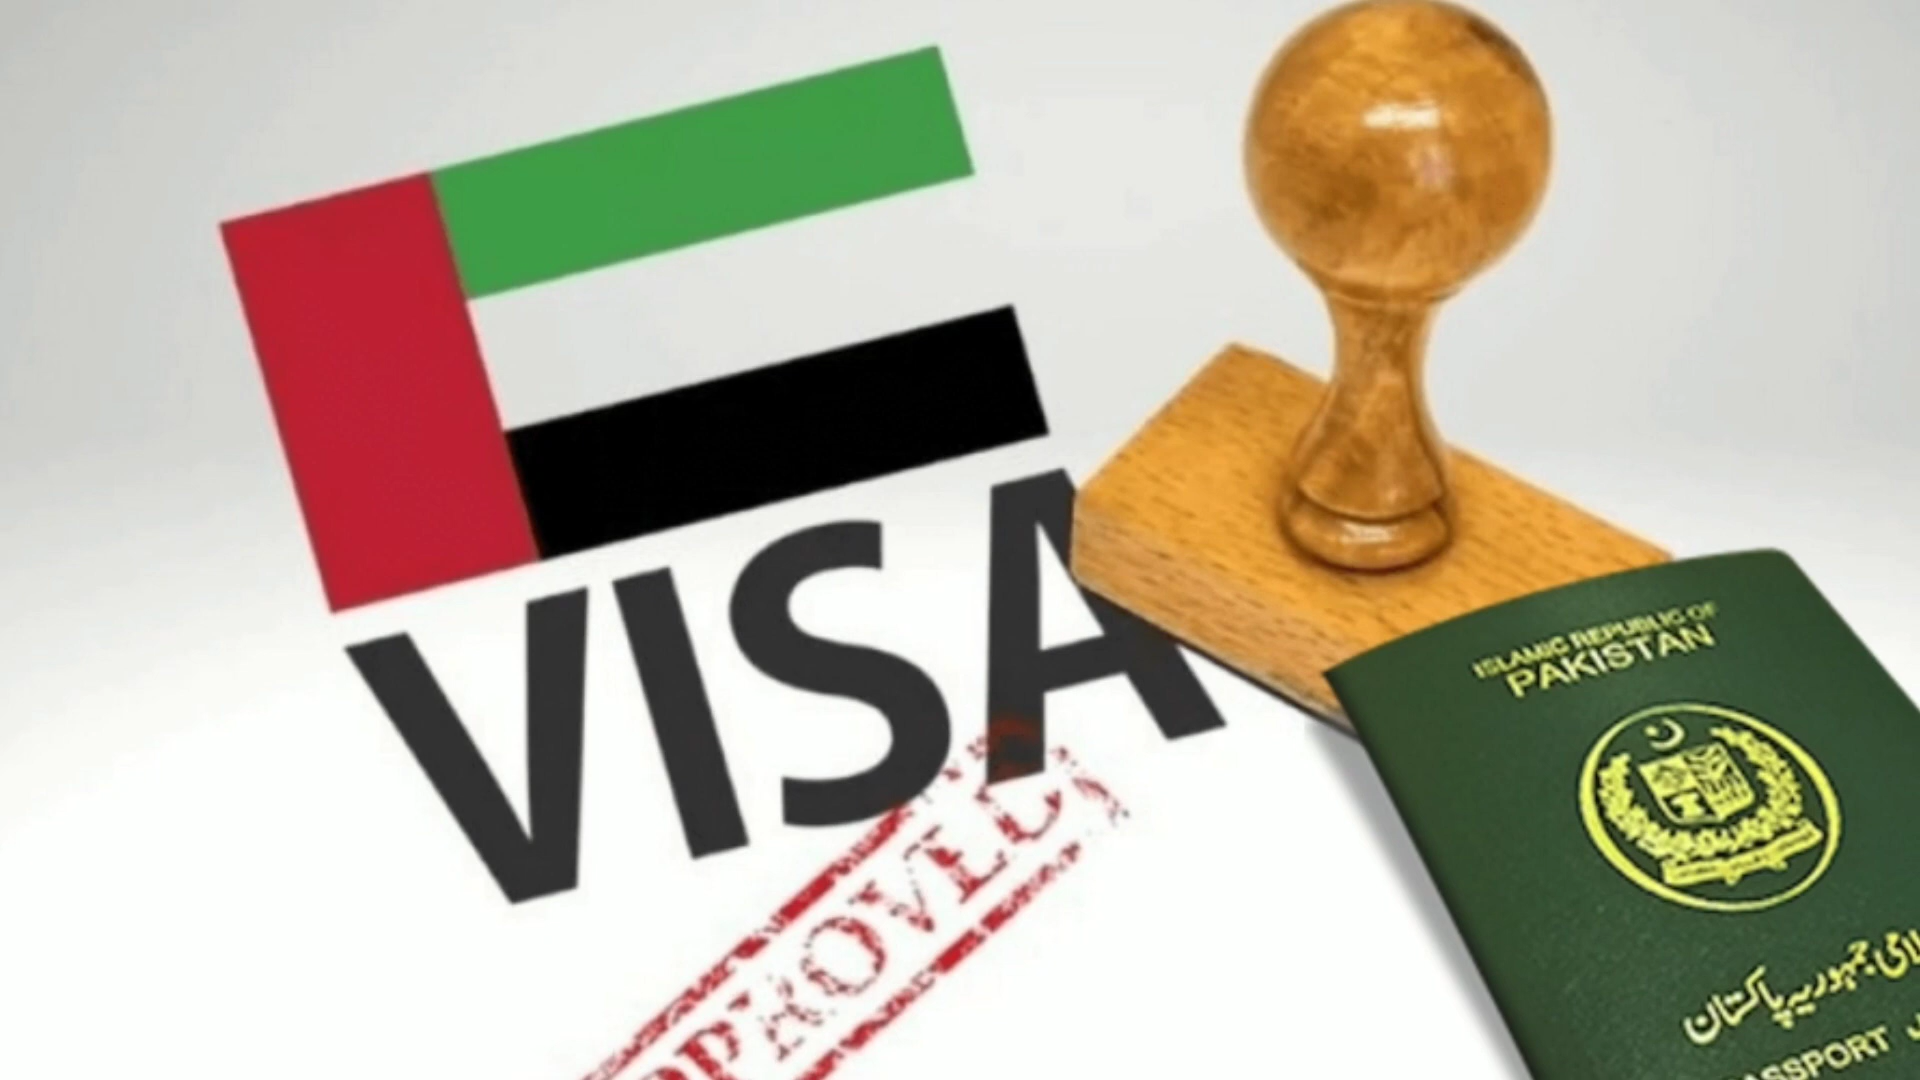 VISA
APPROVED
ISLAMIC REPUBLIC OF
PAKISTAN
اسلامی جمہوریہ پاکستان
PASSPORT